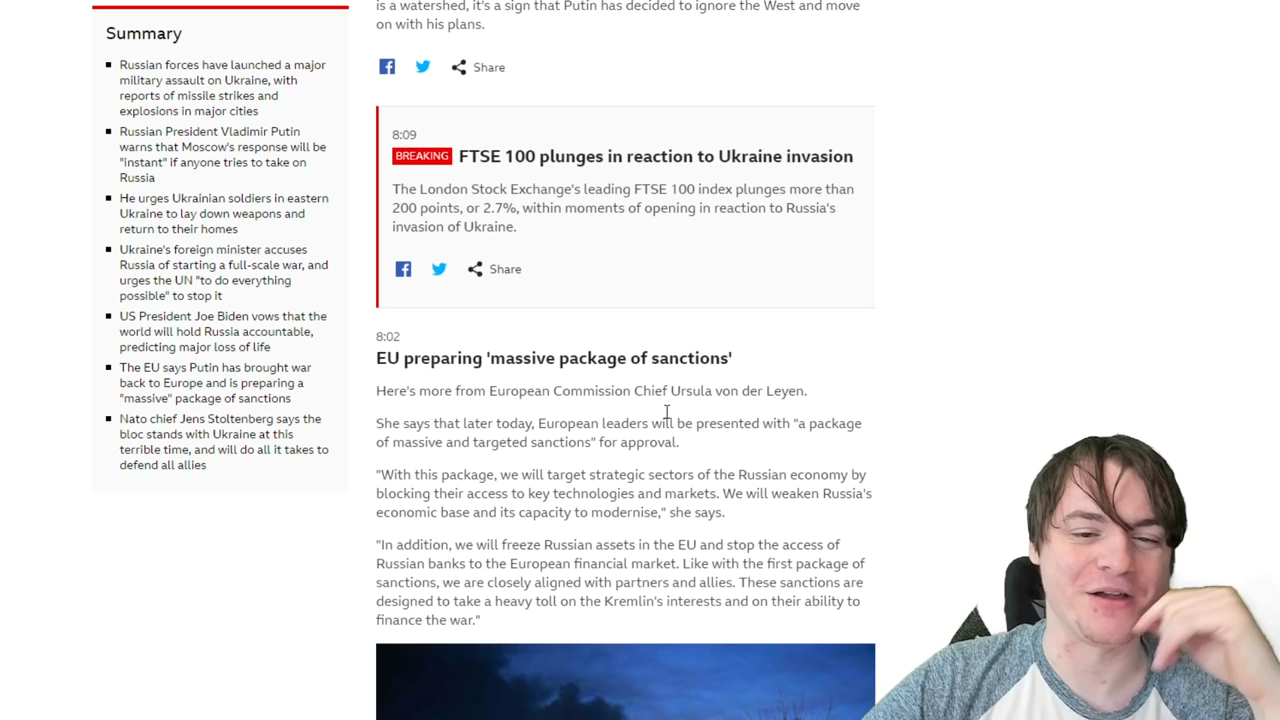 Summary
Russian forces have launched a major
military assault on Ukraine, with
reports of missile strikes and
explosions in major cities
Russian President Vladimir Putin
warns that Moscow's response will be
"instant" if anyone tries to take on
Russia
He urges Ukrainian soldiers in eastern
Ukraine to lay down weapons and
return to their homes
Ukraine's foreign minister accuses
Russia of starting a full-scale war, and
urges the UN "to do everything
possible" to stop it
US President Joe Biden vows that the
world will hold Russia accountable,
predicting major loss of life
The EU says Putin has brought war
back to Europe and is preparing a
"massive" package of sanctions
Nato chief Jens Stoltenberg says the
bloc stands with Ukraine at this
terrible time, and will do all it takes to
defend all allies
is a watershed, it's a sign that Putin has decided to ignore the West and move
on with his plans.
Share
8:09
BREAKING FTSE 100 plunges in reaction to Ukraine invasion
The London Stock Exchange's leading FTSE 100 index plunges more than
200 points, or 2.7%, within moments of opening in reaction to Russia's
invasion of Ukraine.
Share
8:02
EU preparing 'massive package of sanctions'
Here's more from European Commission Chief Ursula von der Leyen.
She says that later today, European leaders will be presented with "a package
of massive and targeted sanctions" for approval.
"With this package, we will target strategic sectors of the Russian economy by
blocking their access to key technologies and markets. We will weaken Russia's
economic base and its capacity to modernise," she says.
"In addition, we will freeze Russian assets in the EU and stop the access of
Russian banks to the European financial market. Like with the first package of
sanctions, we are closely aligned with partners and allies. These sanctions are
designed to take a heavy toll on the Kremlin's interests and on their ability to
finance the war."